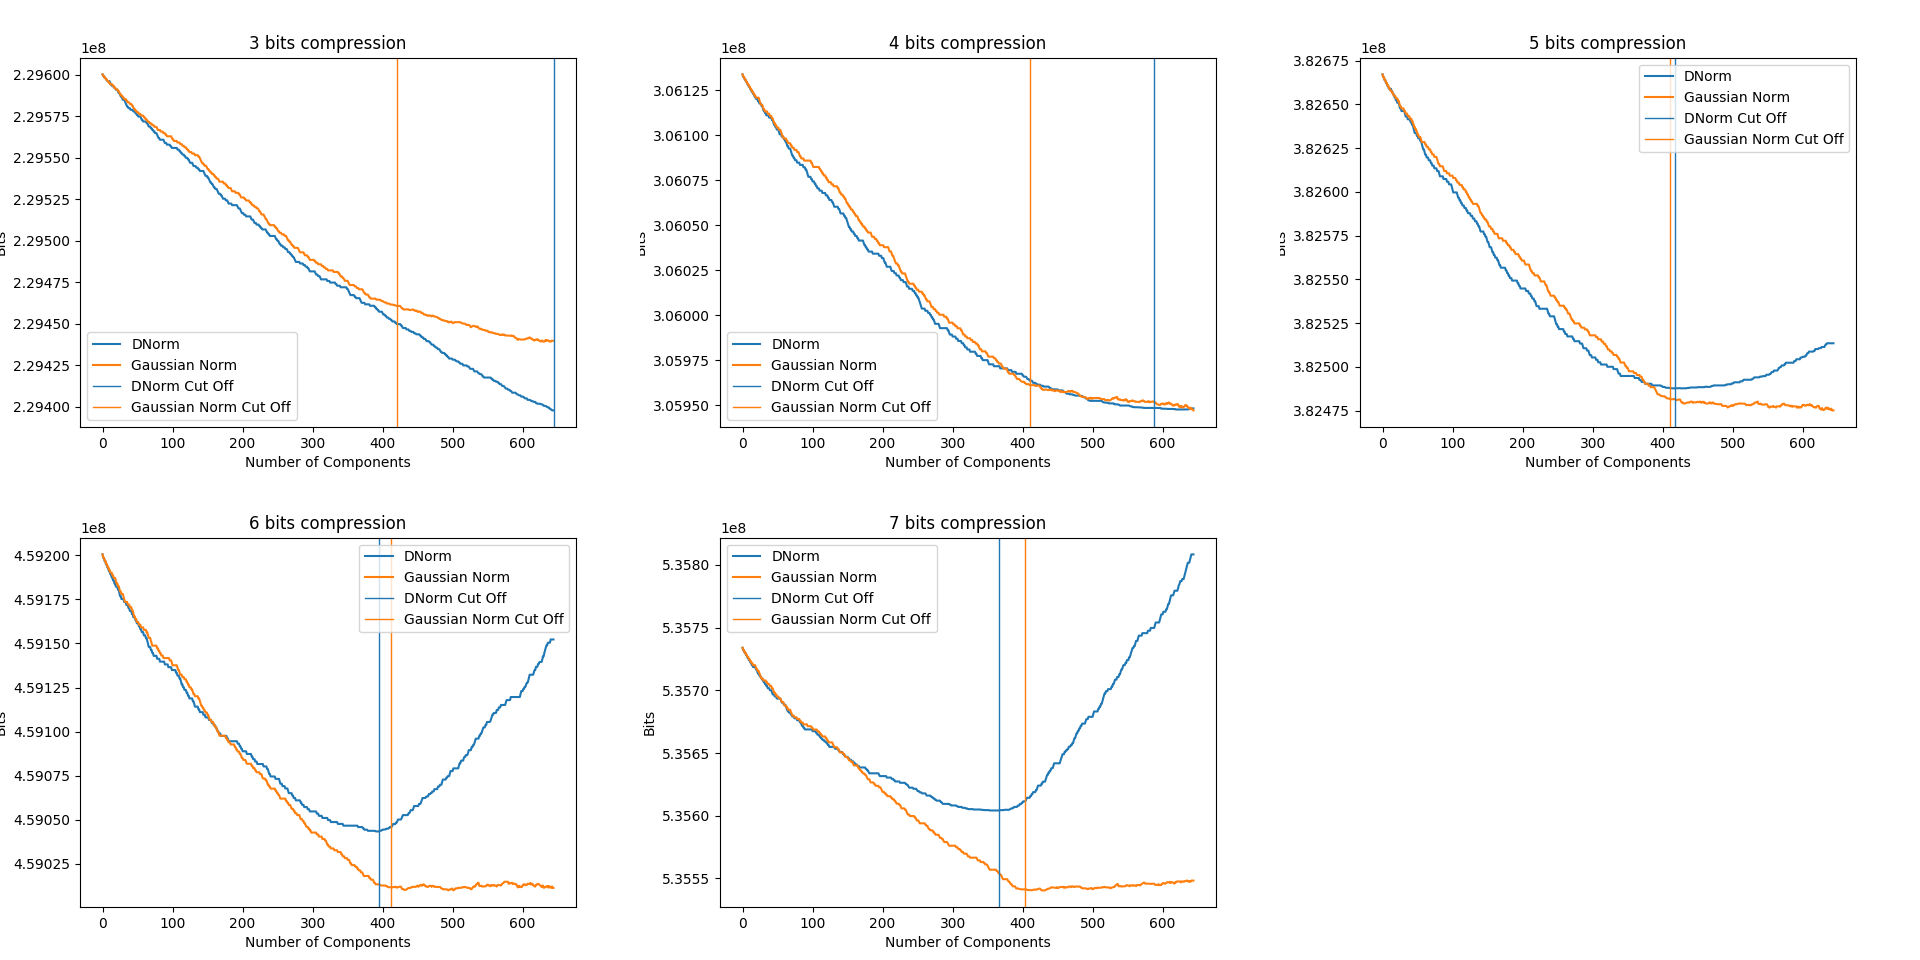 3 bits compression
1e8
2.29600
2.29575
2.29550
2.29525
2.29500
2.29475
2.29450
2.29425
2.29400
DNorm
Gaussian Norm
DNorm Cut Off
Gaussian Norm Cut Off
0 100 200 300 400 500 600
Number of Components
4 bits compression
1e8
3.06125
3.06100
3.06075
3.06050
3.06025
3.06000
3.05975
3.05950
Bits
DNorm
Gaussian Norm
DNorm Cut Off
Gaussian Norm Cut Off
0 100 200 300 400 500 600
Number of Components
5 bits compression
1e8
3.82675
3.82650
3.82625
3.82600
3.82575
3.82550
3.82525
3.82500
3.82475
Bits
DNorm
Gaussian Norm
DNorm Cut Off
Gaussian Norm Cut Off
0 100 200 300 400 500 600
Number of Components
6 bits compression
1e8
4.59200
4.59175
4.59150
4.59125
4.59100
4.59075
4.59050
4.59025
Bits
DNorm
Gaussian Norm
DNorm Cut Off
Gaussian Norm Cut Off
0 100 200 300 400 500 600
Number of Components
7 bits compression
1e8
5.3580
5.3575
5.3570
5.3565
5.3560
5.3555
Bits
DNorm
Gaussian Norm
DNorm Cut Off
Gaussian Norm Cut Off
0 100 200 300 400 500 600
Number of Components